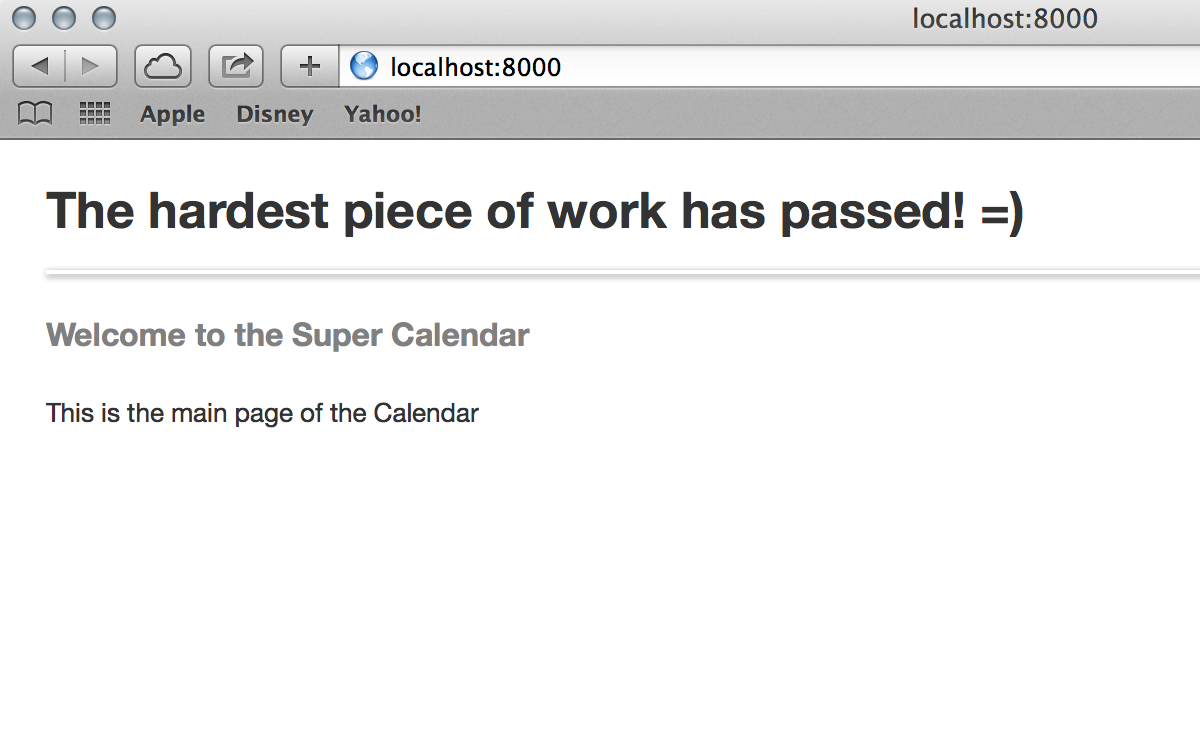 localhost:8000
localhost:8000
Apple Disney Yahoo!
The hardest piece of work has passed! =)
Welcome to the Super Calendar
This is the main page of the Calendar